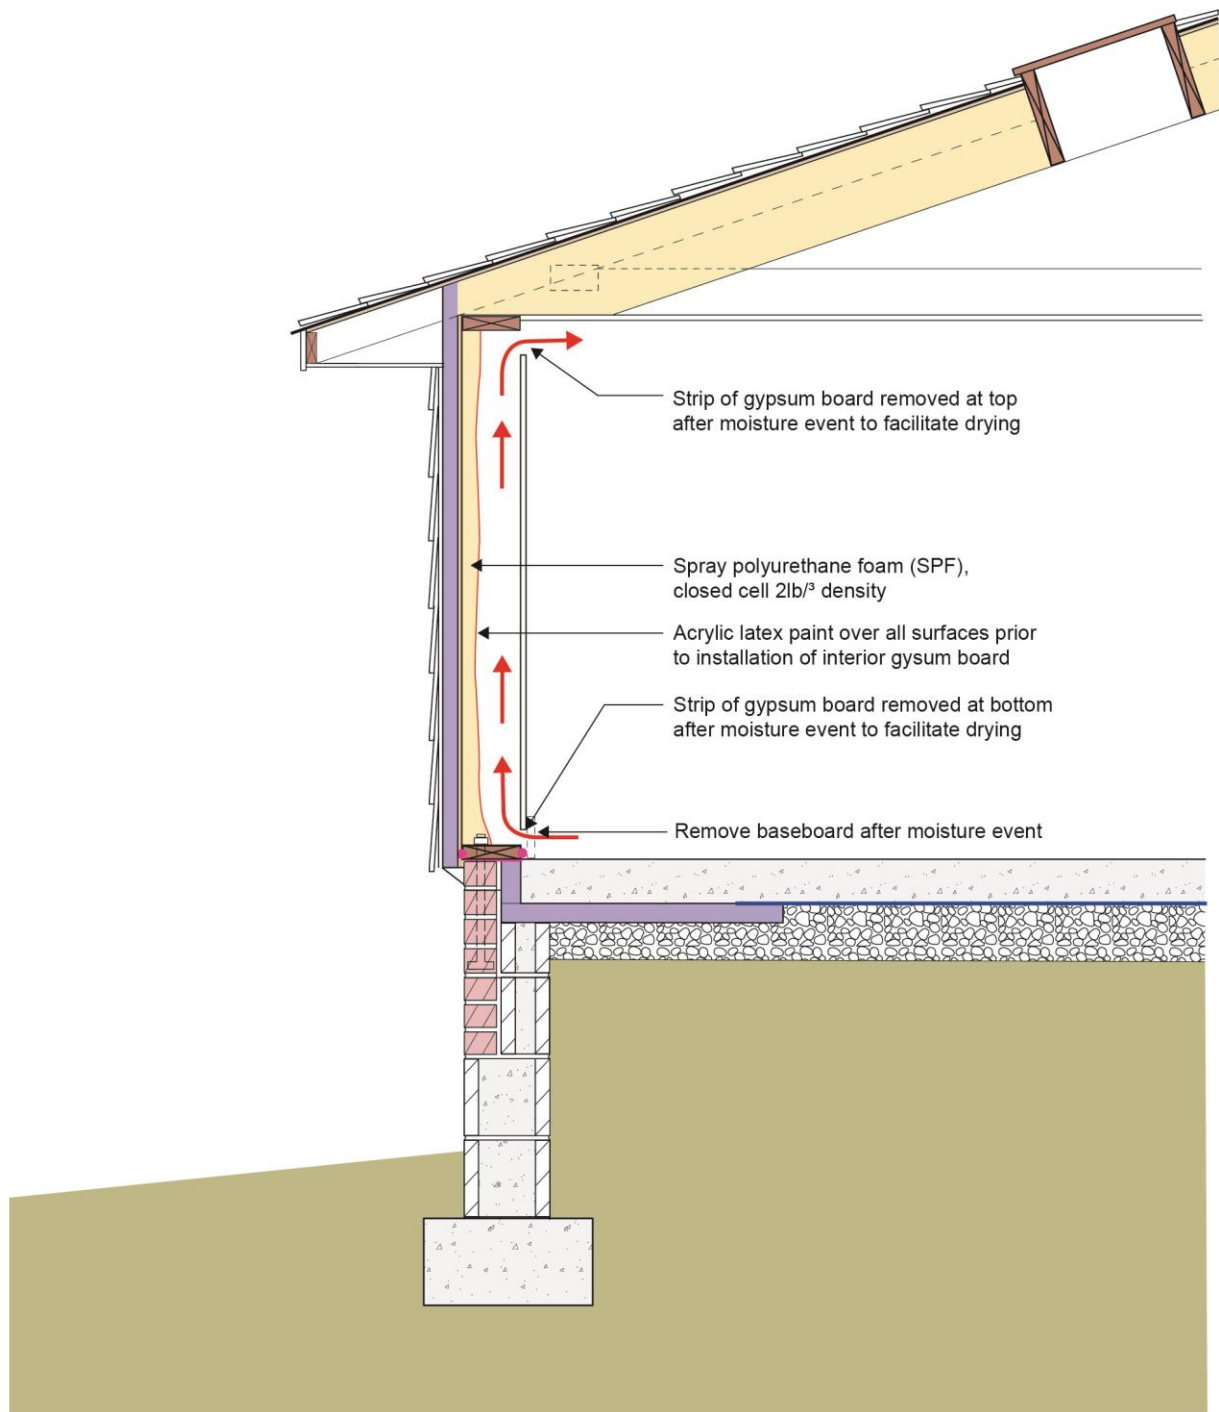 Strip of gypsum board removed at top
after moisture event to facilitate drying
Spray polyurethane foam (SPF),
closed cell 2lb/³ density
Acrylic latex paint over all surfaces prior
to installation of interior gysum board
Strip of gypsum board removed at bottom
after moisture event to facilitate drying
Remove baseboard after moisture event